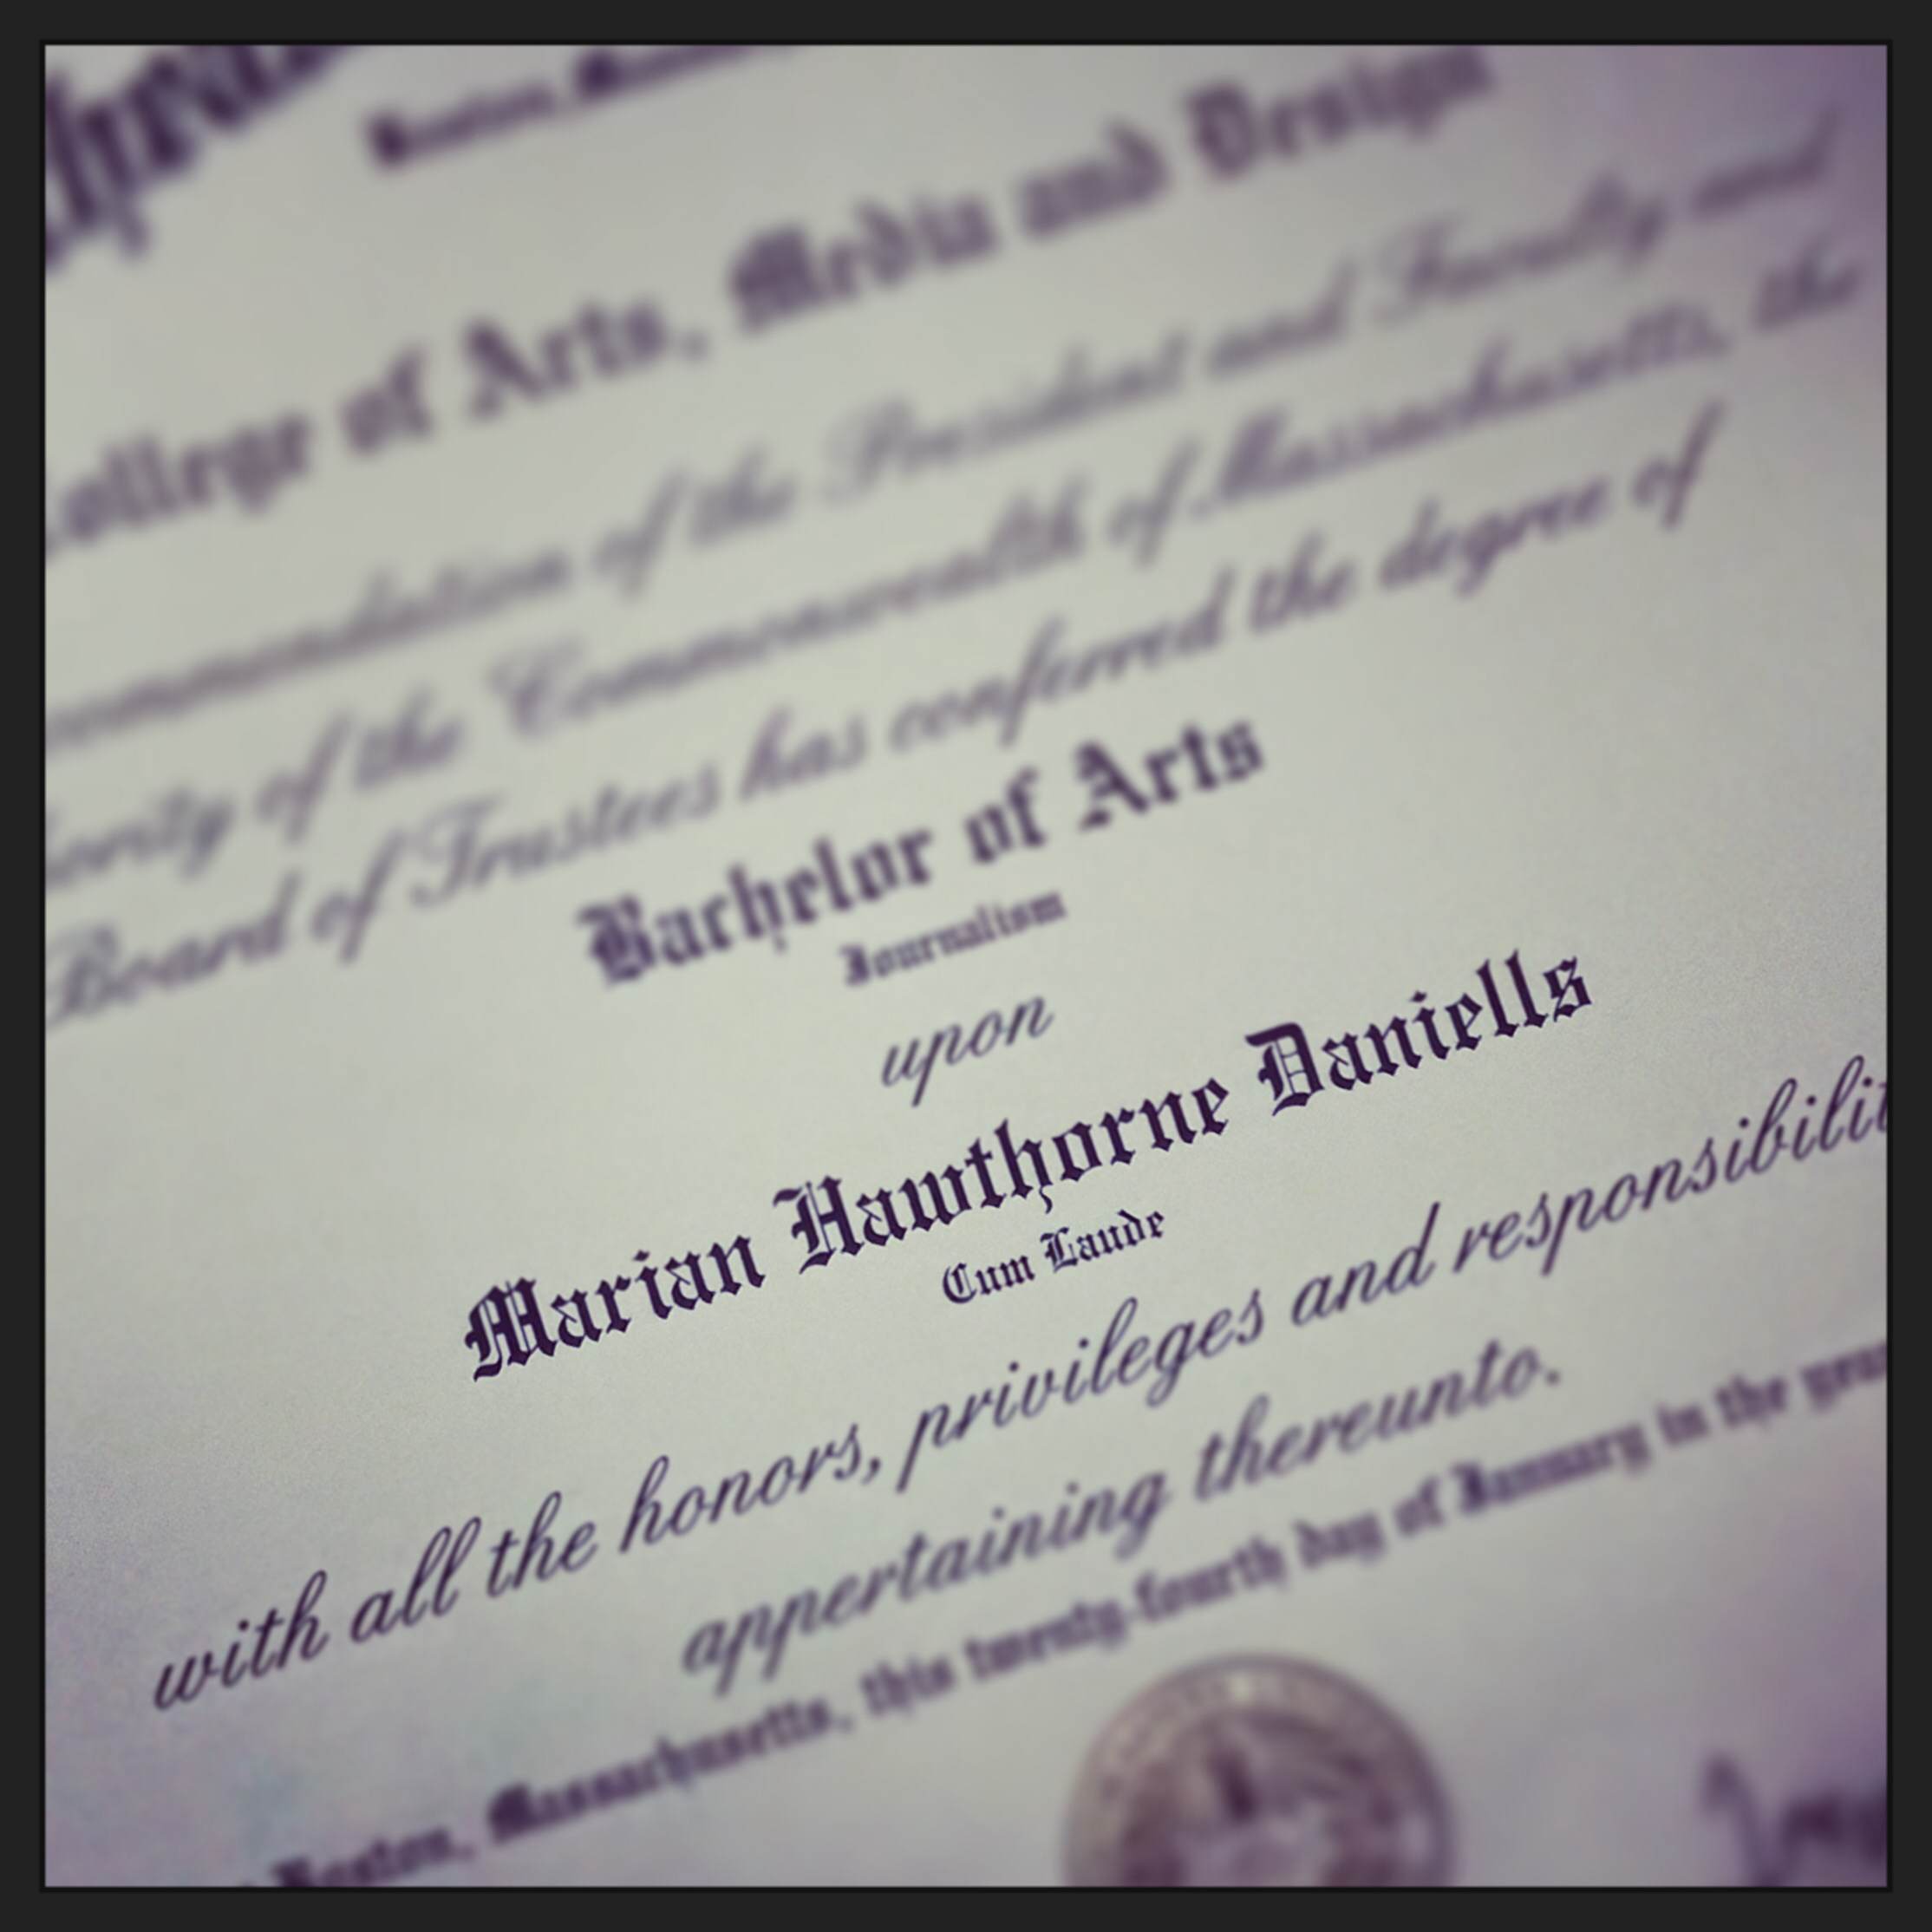 Boston,
College of Arts, Media and Design
commendation of the President and Faculty and
ority of the Commonwealth of Massachusetts, the
Board of Trustees has conferred the degree of
Bachelor of Arts
Journalism
upon
Marian Hawthorne Daniells
Cum Laude
with all the honors, privileges and responsibilit
appertaining thereunto.
Boston, Massachusetts, this twenty-fourth day of January in the year